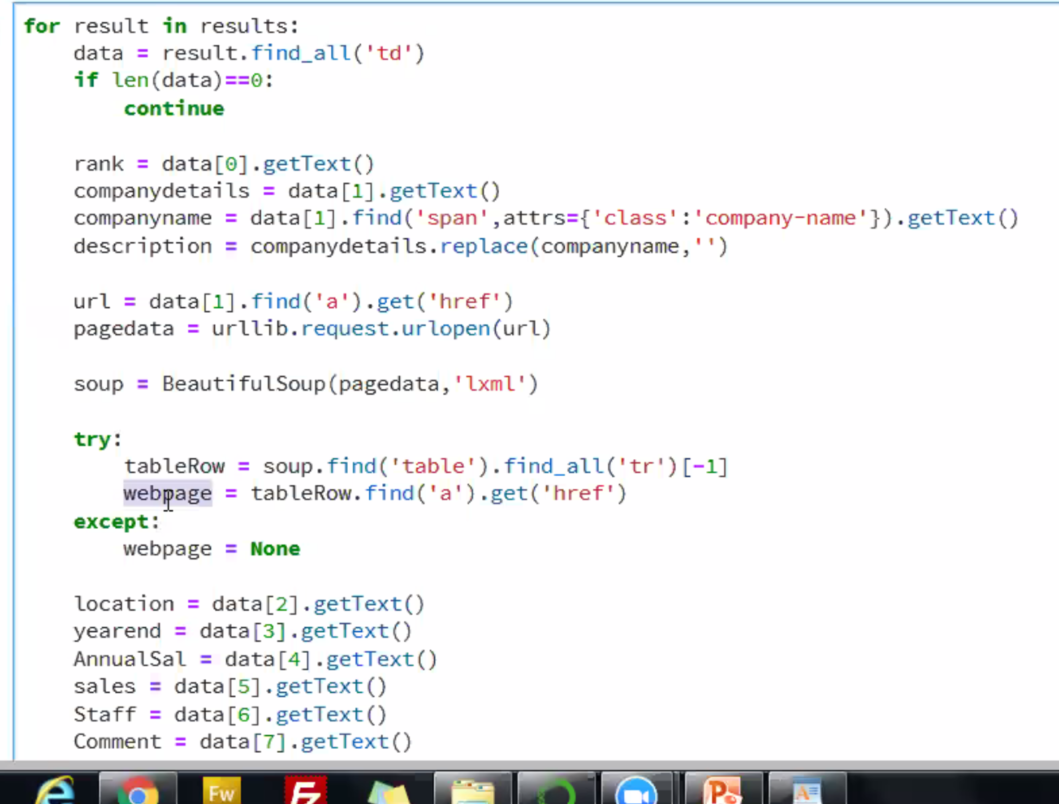 for result in results:
    data = result.find_all('td')
    if len(data)==0:
        continue

    rank = data[0].getText()
    companydetails = data[1].getText()
    companyname = data[1].find('span',attrs={'class':'company-name'}).getText()
    description = companydetails.replace(companyname,'')

    url = data[1].find('a').get('href')
    pagedata = urllib.request.urlopen(url)

    soup = BeautifulSoup(pagedata,'lxml')

    try:
        tableRow = soup.find('table').find_all('tr')[-1]
        webpage = tableRow.find('a').get('href')
    except:
        webpage = None

    location = data[2].getText()
    yearend = data[3].getText()
    AnnualSal = data[4].getText()
    sales = data[5].getText()
    Staff = data[6].getText()
    Comment = data[7].getText()
Fw